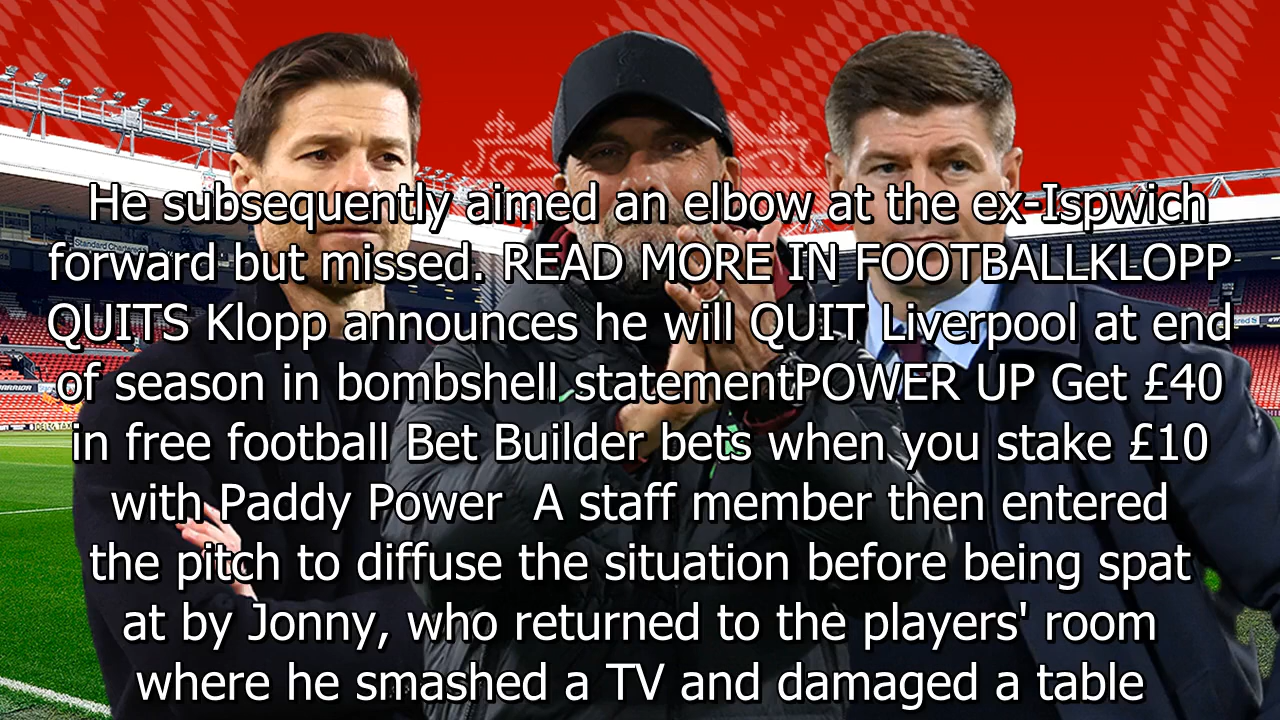 He subsequently aimed an elbow at the ex-Ispwich
forward but missed. READ MORE IN FOOTBALLKLOPP
QUITS Klopp announces he will QUIT Liverpool at end
of season in bombshell statementPOWER UP Get £40
in free football Bet Builder bets when you stake £10
with Paddy Power  A staff member then entered
the pitch to diffuse the situation before being spat
at by Jonny, who returned to the players' room
where he smashed a TV and damaged a table
Standard Chartered
WARRIOR